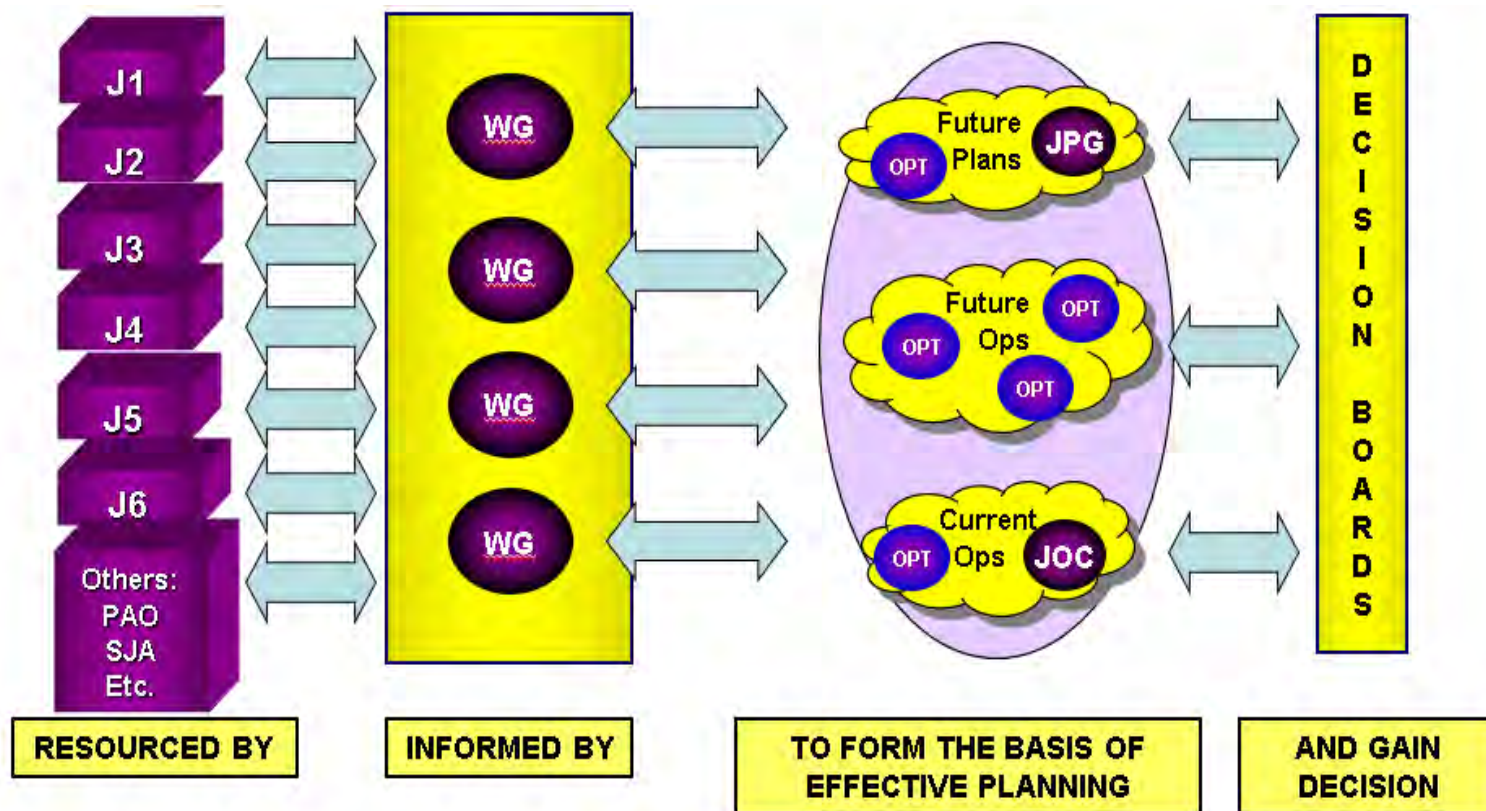 J1
J2
J3
J4
J5
J6
Others:
PAO
SJA
Etc.
RESOURCED BY
WG
WG
WG
WG
INFORMED BY
Future
Plans
OPT
JPG
Future
Ops
OPT
OPT
OPT
Current
Ops
OPT
JOC
TO FORM THE BASIS OF
EFFECTIVE PLANNING
DECISION BOARDS
AND GAIN
DECISION